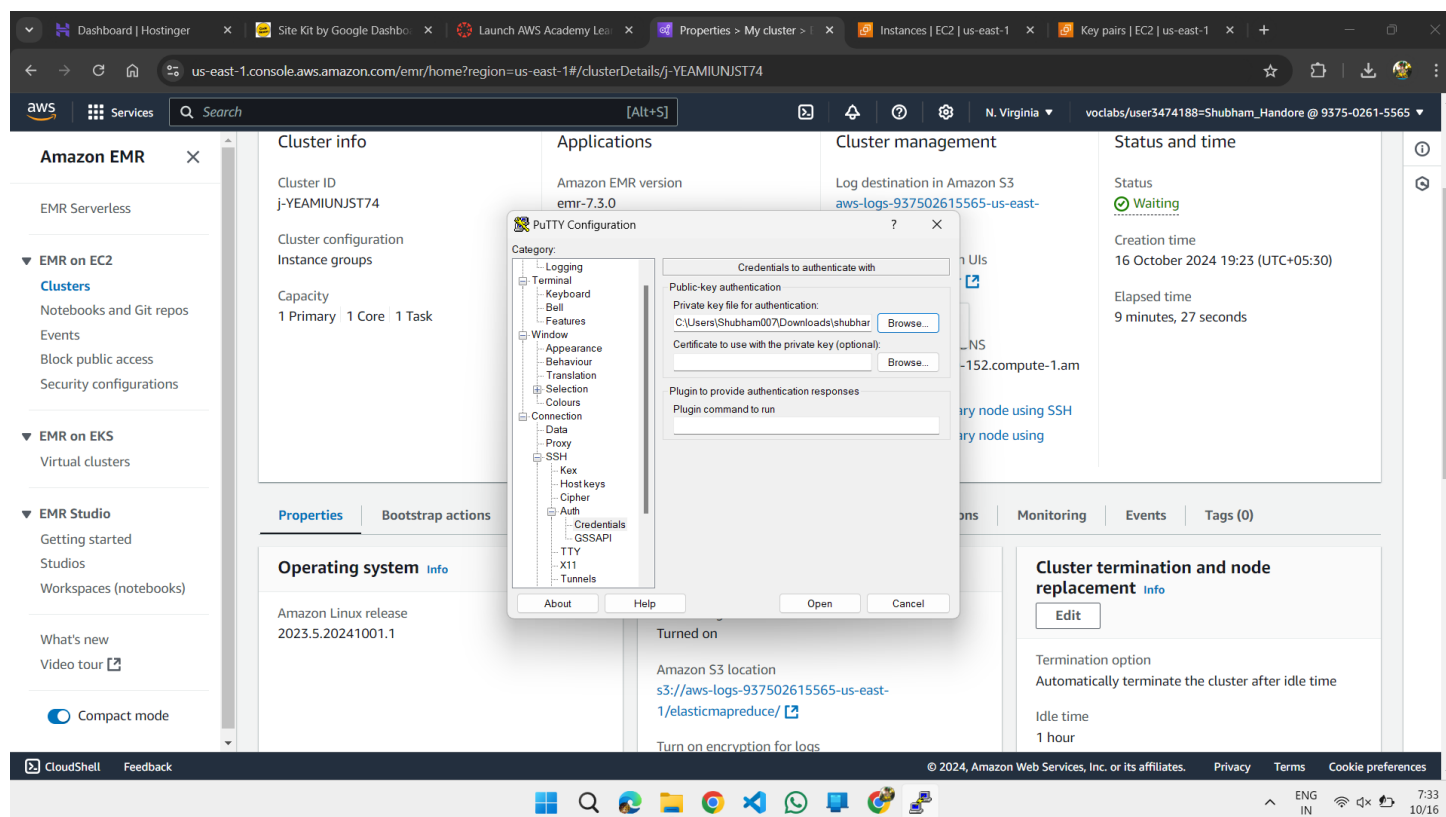 Dashboard | Hostinger
Site Kit by Google Dashbo
Launch AWS Academy Lea
Properties > My cluster >
Instances | EC2 | us-east-1
Key pairs | EC2 | us-east-1
us-east-1.console.aws.amazon.com/emr/home?region=us-east-1#/clusterDetails/j-YEAMIUNJST74
aws
Services
Search
[Alt+S]
N. Virginia
voclabs/user3474188=Shubham_Handore @ 9375-0261-5565
Amazon EMR
EMR Serverless
EMR on EC2
Clusters
Notebooks and Git repos
Events
Block public access
Security configurations
EMR on EKS
Virtual clusters
EMR Studio
Getting started
Studios
Workspaces (notebooks)
What's new
Video tour
Compact mode
Cluster info
Cluster ID
j-YEAMIUNJST74
Cluster configuration
Instance groups
Capacity
1 Primary
1 Core
1 Task
Applications
Amazon EMR version
emr-7.3.0
Cluster management
Log destination in Amazon S3
aws-logs-937502615565-us-east-
n UIs
NS
-152.compute-1.am
ary node using SSH
ary node using
Status and time
Status
Waiting
Creation time
16 October 2024 19:23 (UTC+05:30)
Elapsed time
9 minutes, 27 seconds
PuTTY Configuration
?
Category:
Logging
Terminal
Keyboard
Bell
Features
Window
Appearance
Behaviour
Translation
Selection
Colours
Connection
Data
Proxy
SSH
Kex
Host keys
Cipher
Auth
Credentials
GSSAPI
TTY
X11
Tunnels
Credentials to authenticate with
Public-key authentication
Private key file for authentication:
C:\Users\Shubham007\Downloads\shubhar
Browse...
Certificate to use with the private key (optional):
Browse...
Plugin to provide authentication responses
Plugin command to run
About
Help
Open
Cancel
Properties
Bootstrap actions
ons
Monitoring
Events
Tags (0)
Operating system Info
Amazon Linux release
2023.5.20241001.1
Turned on
Amazon S3 location
s3://aws-logs-937502615565-us-east-
1/elasticmapreduce/
Turn on encryption for logs
Cluster termination and node
replacement Info
Edit
Termination option
Automatically terminate the cluster after idle time
Idle time
1 hour
CloudShell
Feedback
© 2024, Amazon Web Services, Inc. or its affiliates.
Privacy
Terms
Cookie preferences
ENG
IN
7:33
10/16